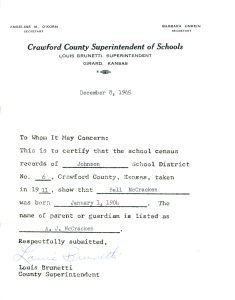 ANGELENE M. O'KORN
SECRETARY
BARBARA UNREIN
SECRETARY
Crawford County Superintendent of Schools
LOUIS BRUNETTI, SUPERINTENDENT
GIRARD, KANSAS
December 8, 1965
To Whom It May Concern:
This is to certify that the school census
records of Johnson School District
No. 6, Crawford County, Kansas, taken
in 1911, show that Fell McCracken
was born January 1, 1904. The
name of parent or guardian is listed as
A. J. McCracken
Respectfully submitted,
Louis Brunetti
Louis Brunetti
County Superintendent